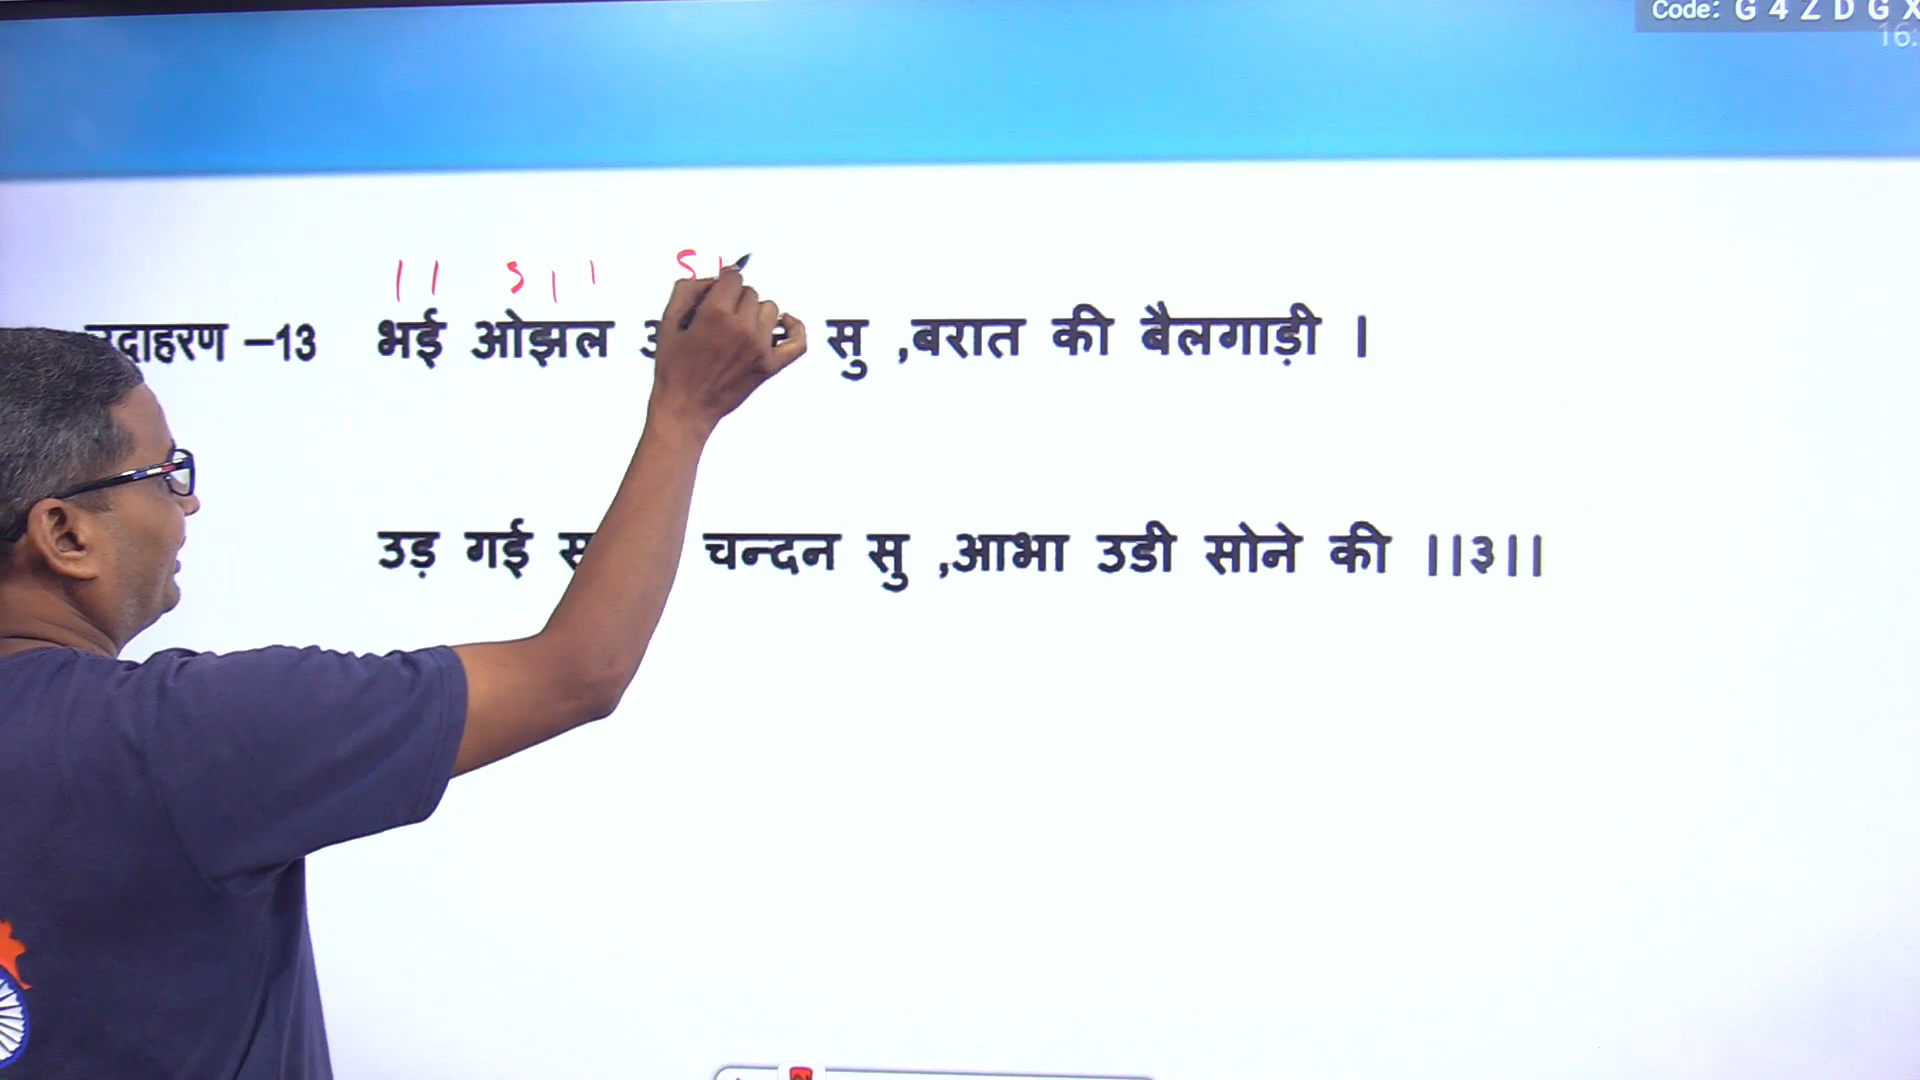 Code: G 4 Z D G X
16:
। । ऽ । । ऽ ।
उदाहरण –13 भई ओझल सु ,बरात की बैलगाड़ी ।
उड़ गई चन्दन सु ,आभा उडी सोने की ।।३।।